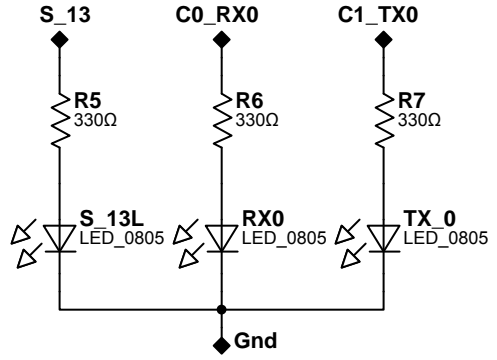 S_13 C0_RX0 C1_TX0
R5 R6 R7
330Ω 330Ω 330Ω
S_13L RX0 TX_0
LED_0805 LED_0805 LED_0805
Gnd